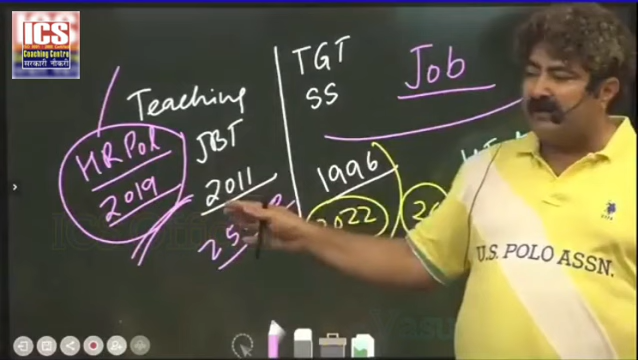 ICS
Coaching Centre
सरकारी नौकरी
Teaching
JBT
2011
HR Pol
2019
TGT
SS
Job
1996
2022
U.S. POLO ASSN.